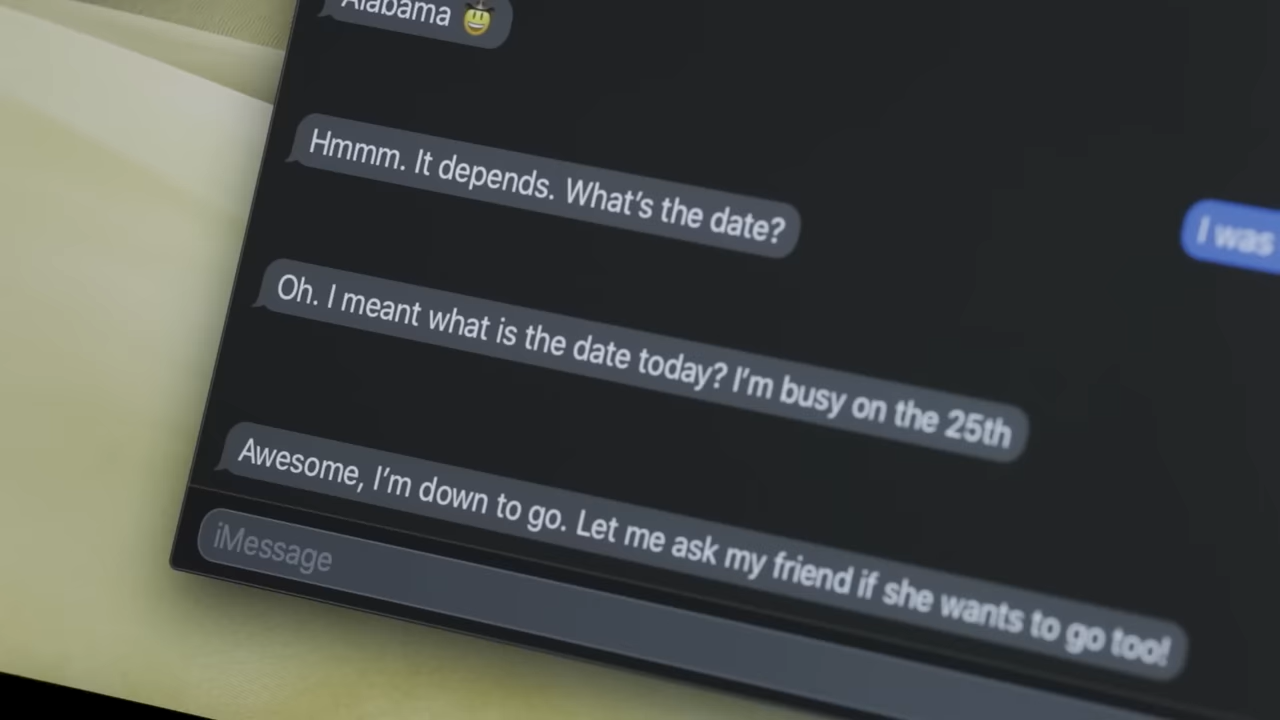 Alabama 🤠
Hmmm. It depends. What's the date?
I was
Oh. I meant what is the date today? I'm busy on the 25th
Awesome, I'm down to go. Let me ask my friend if she wants to go too!
iMessage